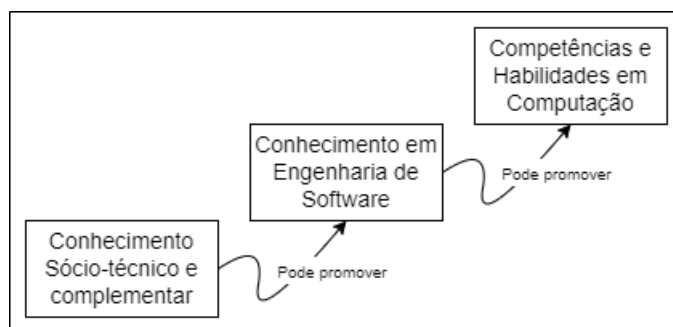 Competências e
Habilidades em
Computação
Conhecimento em
Engenharia de
Software
Pode promover
Conhecimento
Sócio-técnico e
complementar
Pode promover